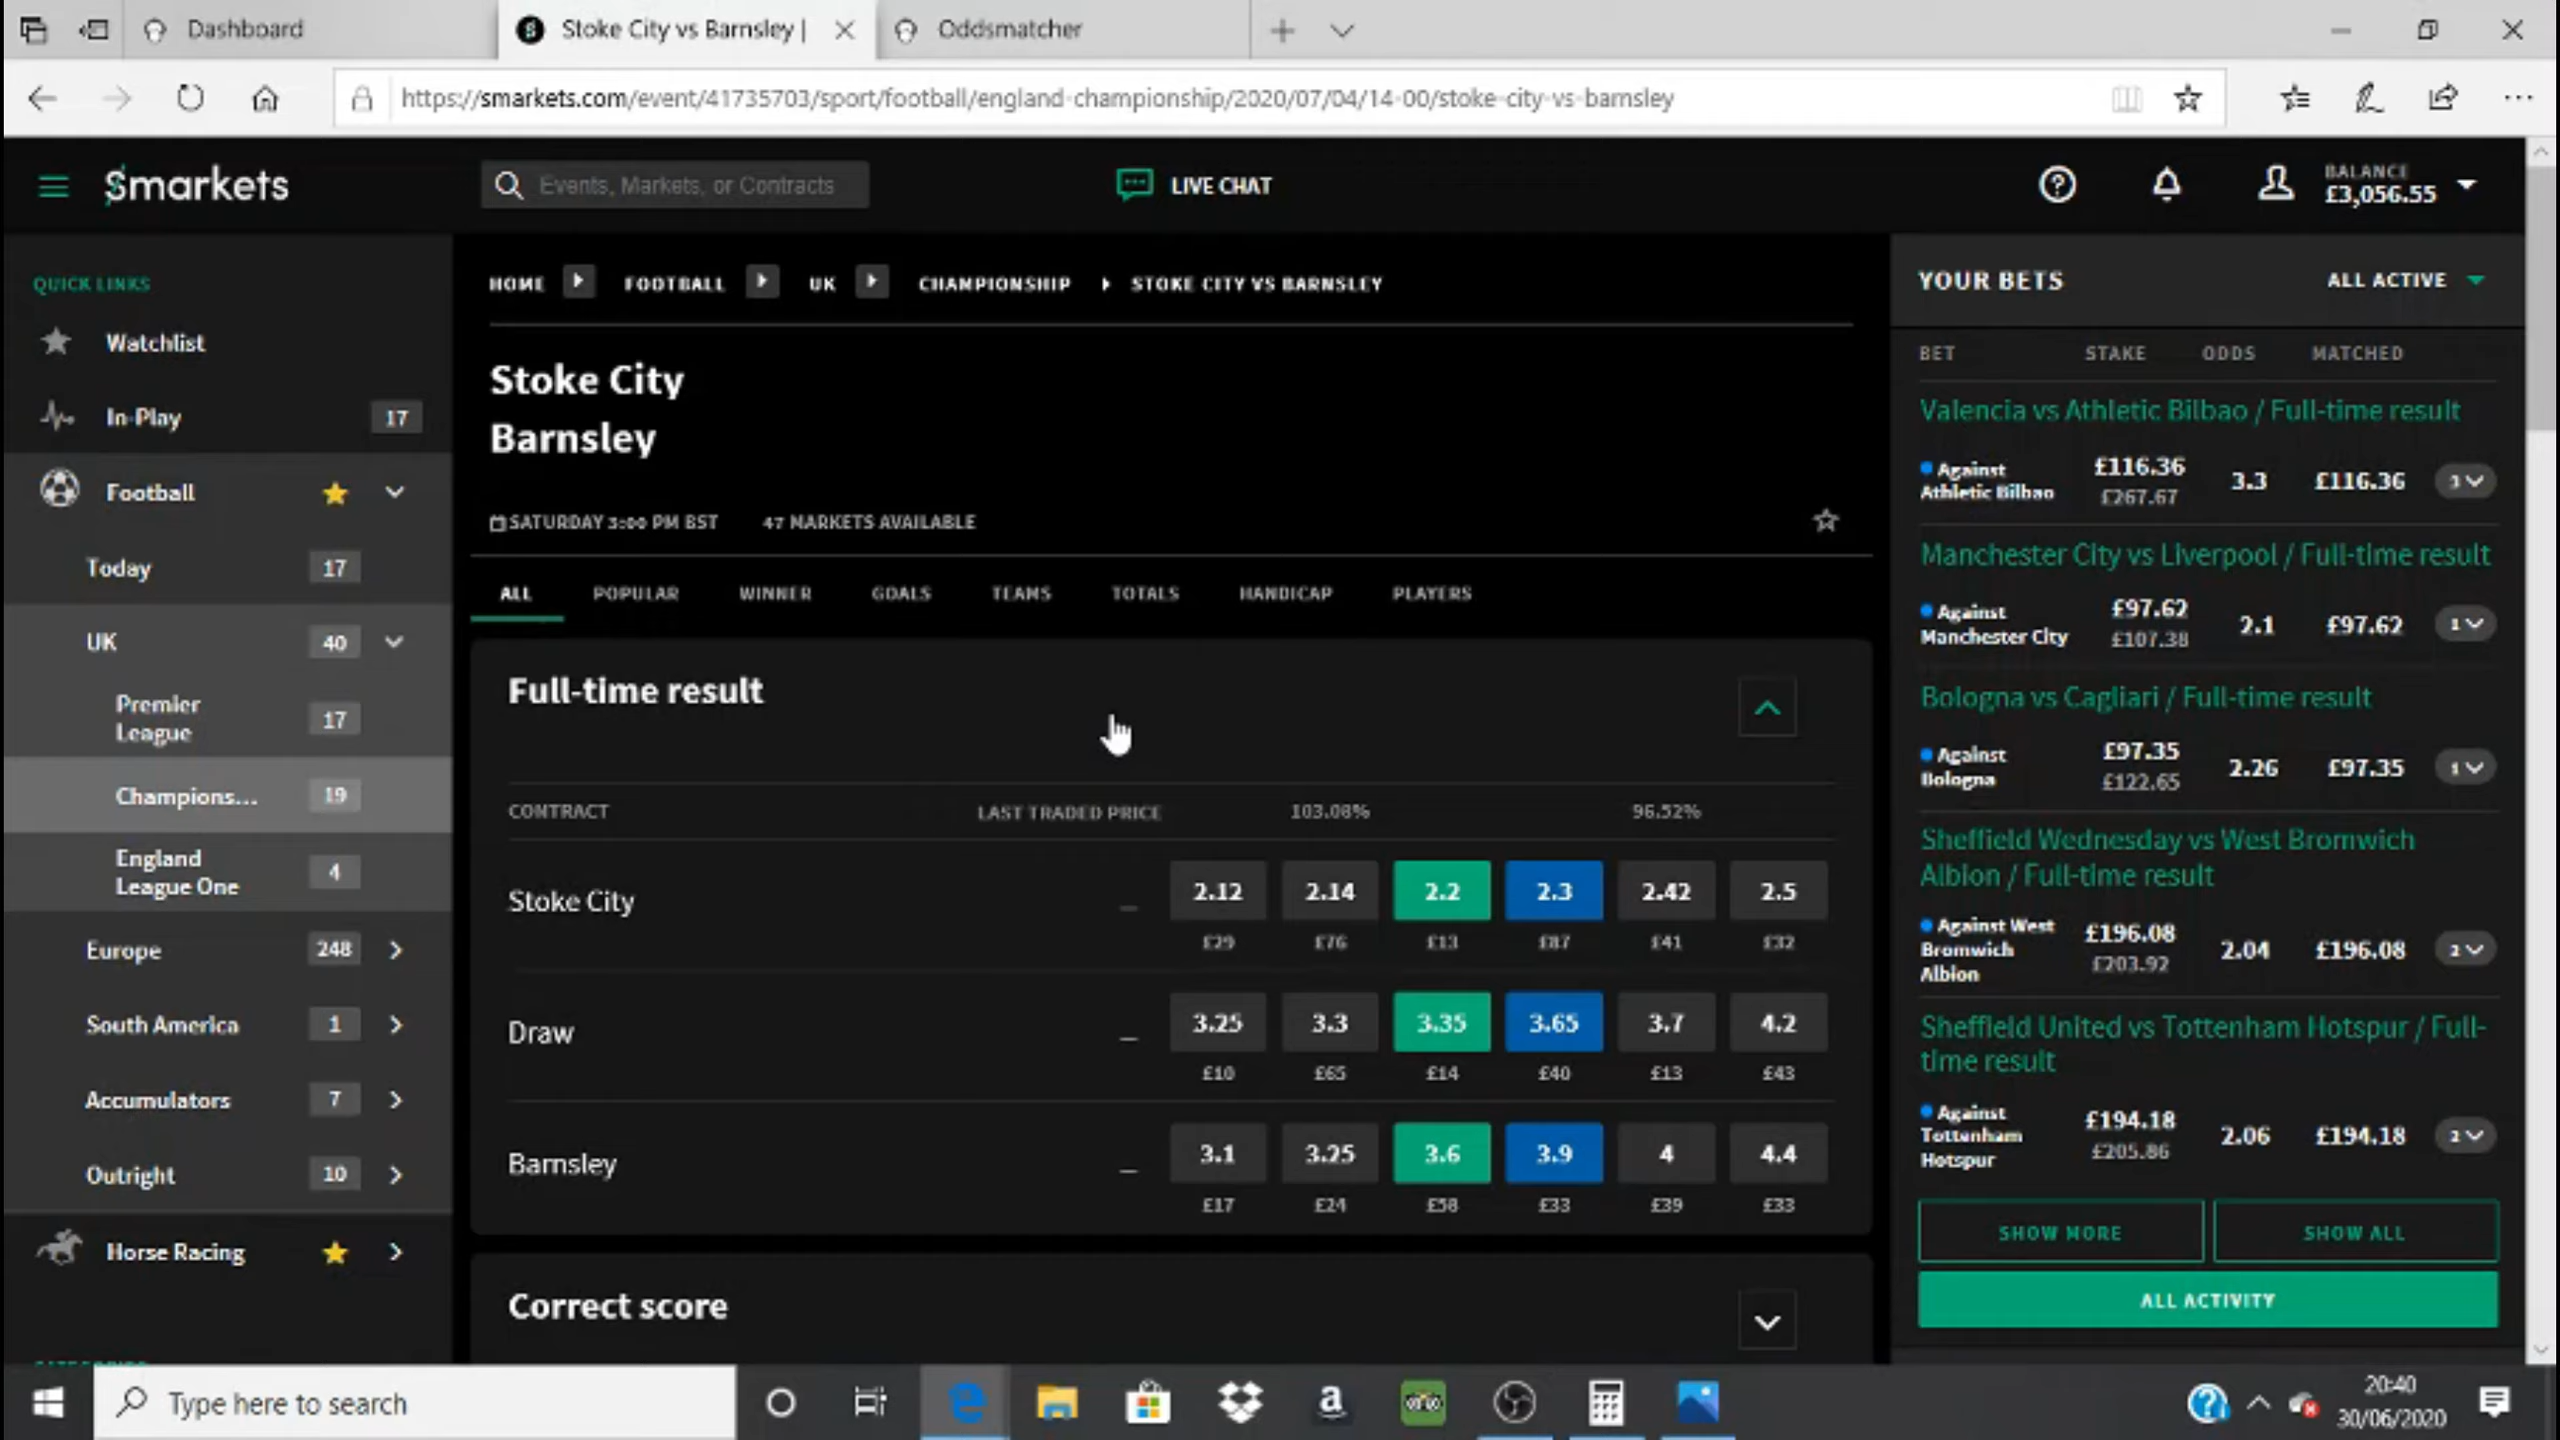 Dashboard
Stoke City vs Barnsley |
Oddsmatcher
https://smarkets.com/event/41735703/sport/football/england-championship/2020/07/04/14-00/stoke-city-vs-barnsley
Smarkets
Events, Markets, or Contracts
LIVE CHAT
BALANCE
£3,056.55
QUICK LINKS
Watchlist
In-Play 17
Football
Today 17
UK 40
Premier
League
17
Champions... 19
England
League One
4
Europe 248
South America 1
Accumulators 7
Outright 10
Horse Racing
HOME FOOTBALL UK CHAMPIONSHIP STOKE CITY VS BARNSLEY
Stoke City
Barnsley
SATURDAY 3:00 PM BST 47 MARKETS AVAILABLE
ALL POPULAR WINNER GOALS TEAMS TOTALS HANDICAP PLAYERS
Full-time result
CONTRACT LAST TRADED PRICE 103.08% 96.52%
Stoke City – 2.12 2.14 2.2 2.3 2.42 2.5
£29 £76 £13 £87 £41 £32
Draw – 3.25 3.3 3.35 3.65 3.7 4.2
£10 £65 £14 £40 £13 £43
Barnsley – 3.1 3.25 3.6 3.9 4 4.4
£17 £24 £58 £33 £39 £33
Correct score
YOUR BETS ALL ACTIVE
BET STAKE ODDS MATCHED
Valencia vs Athletic Bilbao / Full-time result
Against
Athletic Bilbao
£116.36
£267.67
3.3 £116.36 3
Manchester City vs Liverpool / Full-time result
Against
Manchester City
£97.62
£107.38
2.1 £97.62 1
Bologna vs Cagliari / Full-time result
Against
Bologna
£97.35
£122.65
2.26 £97.35 1
Sheffield Wednesday vs West Bromwich
Albion / Full-time result
Against West
Bromwich
Albion
£196.08
£203.92
2.04 £196.08 2
Sheffield United vs Tottenham Hotspur / Full-
time result
Against
Tottenham
Hotspur
£194.18
£205.86
2.06 £194.18 2
SHOW MORE SHOW ALL
ALL ACTIVITY
Type here to search
20:40
30/06/2020